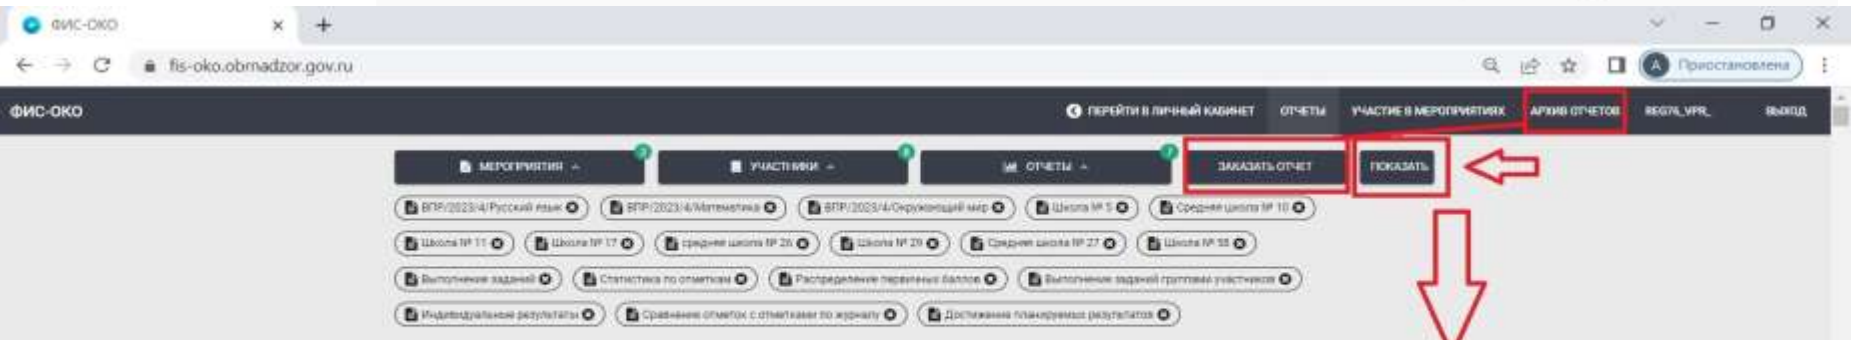 ФИС-ОКО
fis-oko.obrnadzor.gov.ru Приостановлена
ФИС-ОКО ПЕРЕЙТИ В ЛИЧНЫЙ КАБИНЕТ ОТЧЕТЫ УЧАСТИЕ В МЕРОПРИЯТИЯХ АРХИВ ОТЧЕТОВ REG76_VPR_ ВЫХОД
МЕРОПРИЯТИЯ УЧАСТНИКИ ОТЧЕТЫ ЗАКАЗАТЬ ОТЧЕТ ПОКАЗАТЬ
ВПР/2023/4/Русский язык ВПР/2023/4/Математика ВПР/2023/4/Окружающий мир Школа № 5 Средняя школа № 10
Школа № 11 Школа № 17 средняя школа № 26 Школа № 29 Средняя школа № 27 Школа № 55
Выполнение заданий Статистика по отметкам Распределение первичных баллов Выполнение заданий группами участников
Индивидуальные результаты Сравнение отметок с отметками по журналу Достижение планируемых результатов